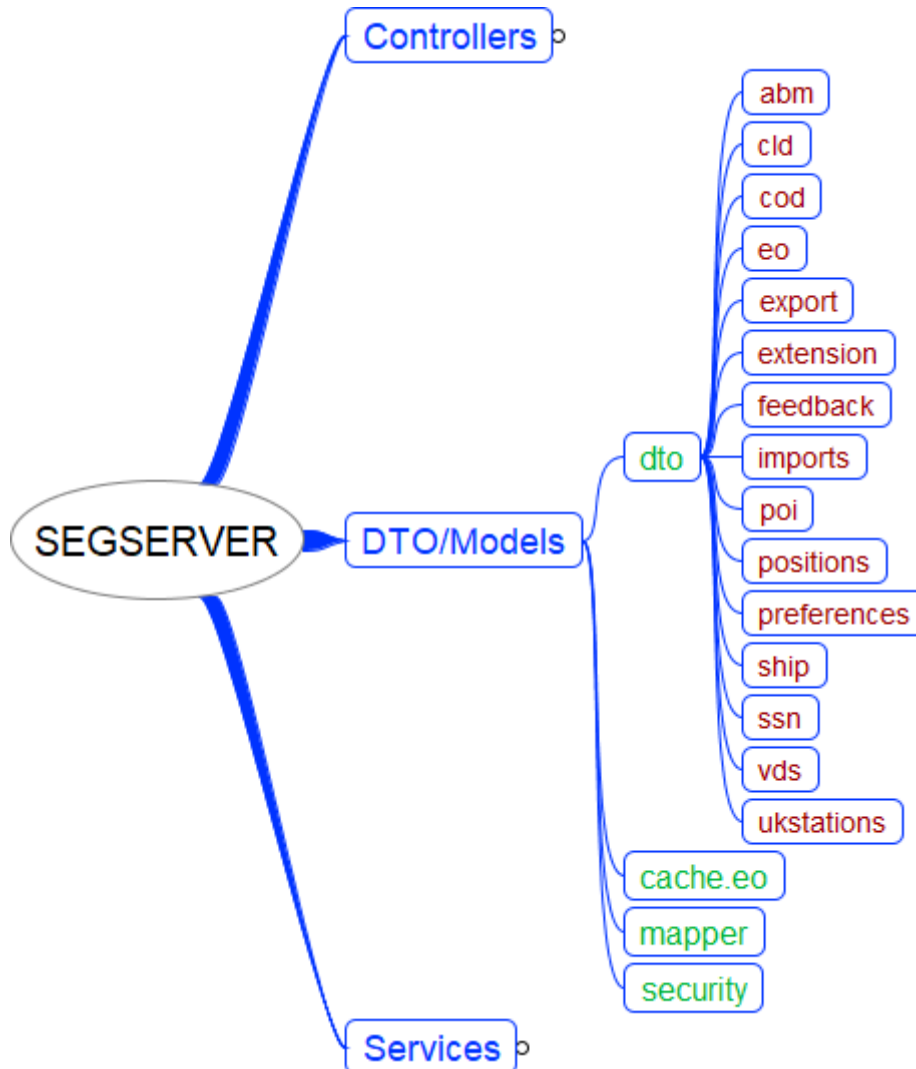 Controllers
abm
cld
cod
eo
export
extension
feedback
dto
imports
poi
SEGSERVER
DTO/Models
positions
preferences
ship
ssn
vds
ukstations
cache.eo
mapper
security
Services